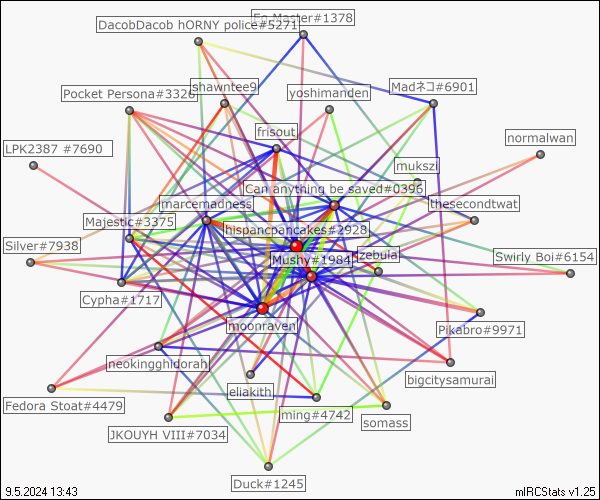 Eg Master#1378
DacobDacob hORNY police#5271
shawntee9
Pocket Persona#3326
yoshimanden
Madネコ#6901
frisout
normalwan
LPK2387 #7690
mukszi
Can anything be saved#0396
marcemadness
thesecondtwat
Majestic#3375
hispancpancakes#2928
Silver#7938
Mushy#1984
zebuia
Swirly Boi#6154
Cypha#1717
moonraven
Pikabro#9971
neokingghidorah
bigcitysamurai
eliakith
Fedora Stoat#4479
ming#4742
somass
JKOUYH VIII#7034
Duck#1245
9.5.2024 13:43
mIRCStats v1.25